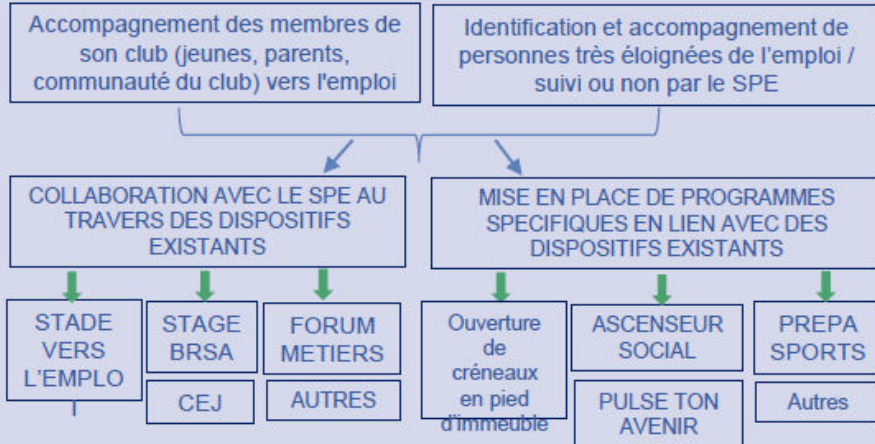 Accompagnement des membres de
son club (jeunes, parents,
communauté du club) vers l'emploi
Identification et accompagnement de
personnes très éloignées de l'emploi /
suivi ou non par le SPE
COLLABORATION AVEC LE SPE AU
TRAVERS DES DISPOSITIFS
EXISTANTS
MISE EN PLACE DE PROGRAMMES
SPECIFIQUES EN LIEN AVEC DES
DISPOSITIFS EXISTANTS
STADE
VERS
L'EMPLO
I
STAGE
BRSA
CEJ
FORUM
METIERS
AUTRES
Ouverture
de
créneaux
en pied
d'immeuble
ASCENSEUR
SOCIAL
PULSE TON
AVENIR
PREPA
SPORTS
Autres